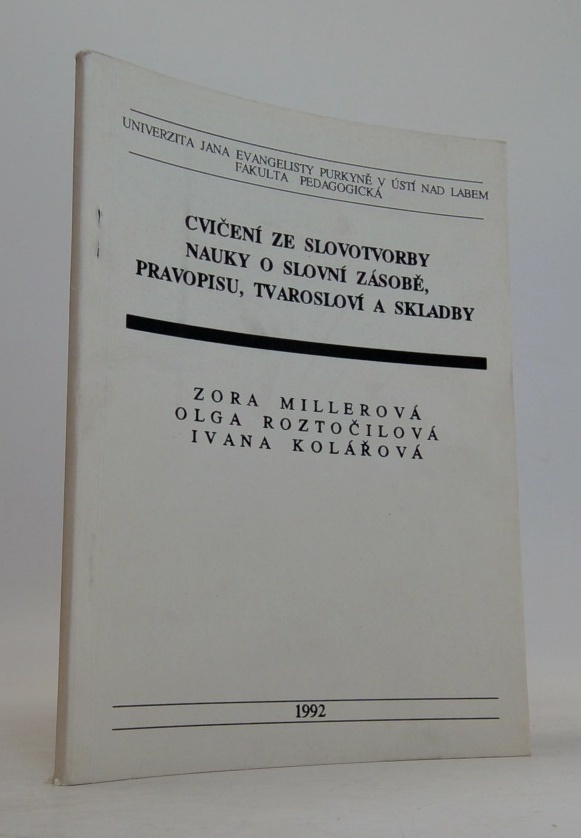 UNIVERZITA JANA EVANGELISTY PURKYNĚ V ÚSTÍ NAD LABEM
FAKULTA PEDAGOGICKÁ
CVIČENÍ ZE SLOVOTVORBY
NAUKY O SLOVNÍ ZÁSOBĚ,
PRAVOPISU, TVAROSLOVÍ A SKLADBY
ZORA MILLEROVÁ
OLGA ROZTOČILOVÁ
IVANA KOLÁŘOVÁ
1992